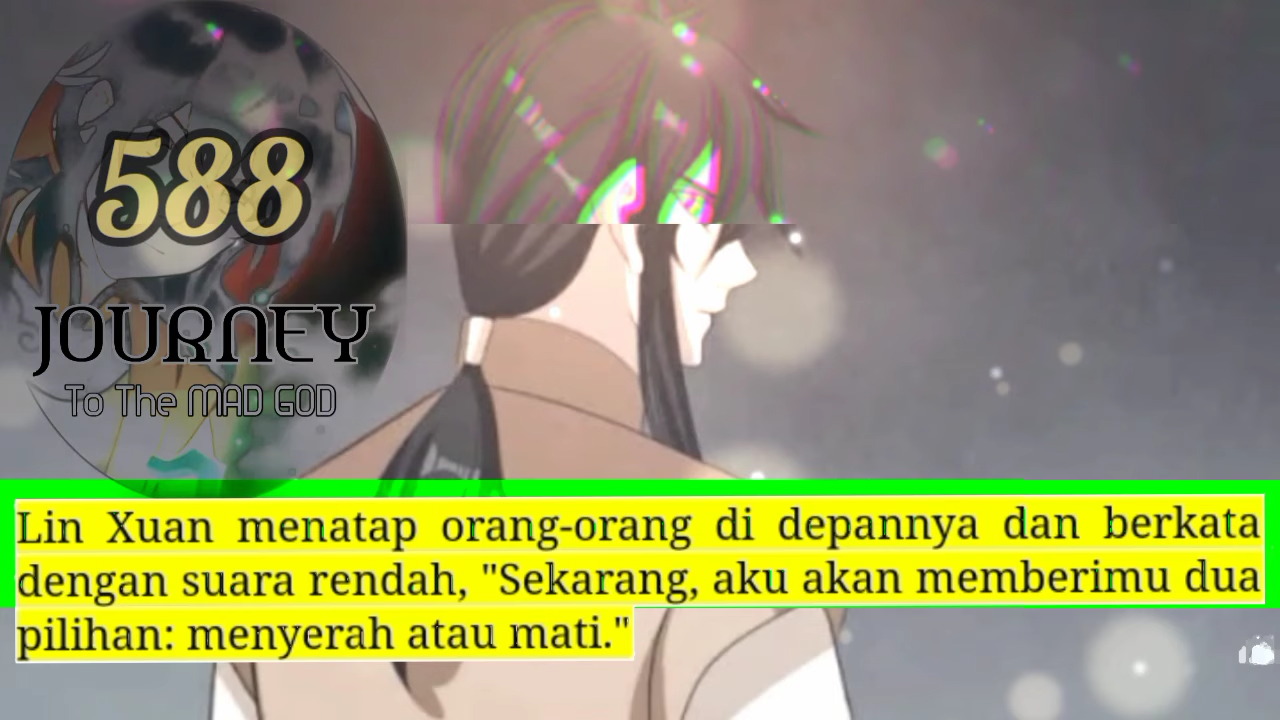 588
JOURNEY
To The MAD GOD
Lin Xuan menatap orang-orang di depannya dan berkata
dengan suara rendah, "Sekarang, aku akan memberimu dua
pilihan: menyerah atau mati."